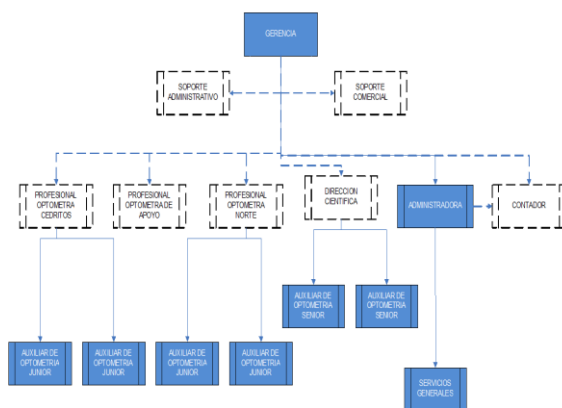 GERENCIA
SOPORTE
ADMINISTRATIVO
SOPORTE
COMERCIAL
PROFESIONAL
OPTOMETRA
CEDRITOS
PROFESIONAL
OPTOMETRA DE
APOYO
PROFESIONAL
OPTOMETRA
NORTE
DIRECCION
CIENTIFICA
ADMINISTRADORA
CONTADOR
AUXILIAR DE
OPTOMETRIA
SENIOR
AUXILIAR DE
OPTOMETRIA
SENIOR
AUXILIAR DE
OPTOMETRIA
JUNIOR
AUXILIAR DE
OPTOMETRIA
JUNIOR
AUXILIAR DE
OPTOMETRIA
JUNIOR
AUXILIAR DE
OPTOMETRIA
JUNIOR
SERVICIOS
GENERALES